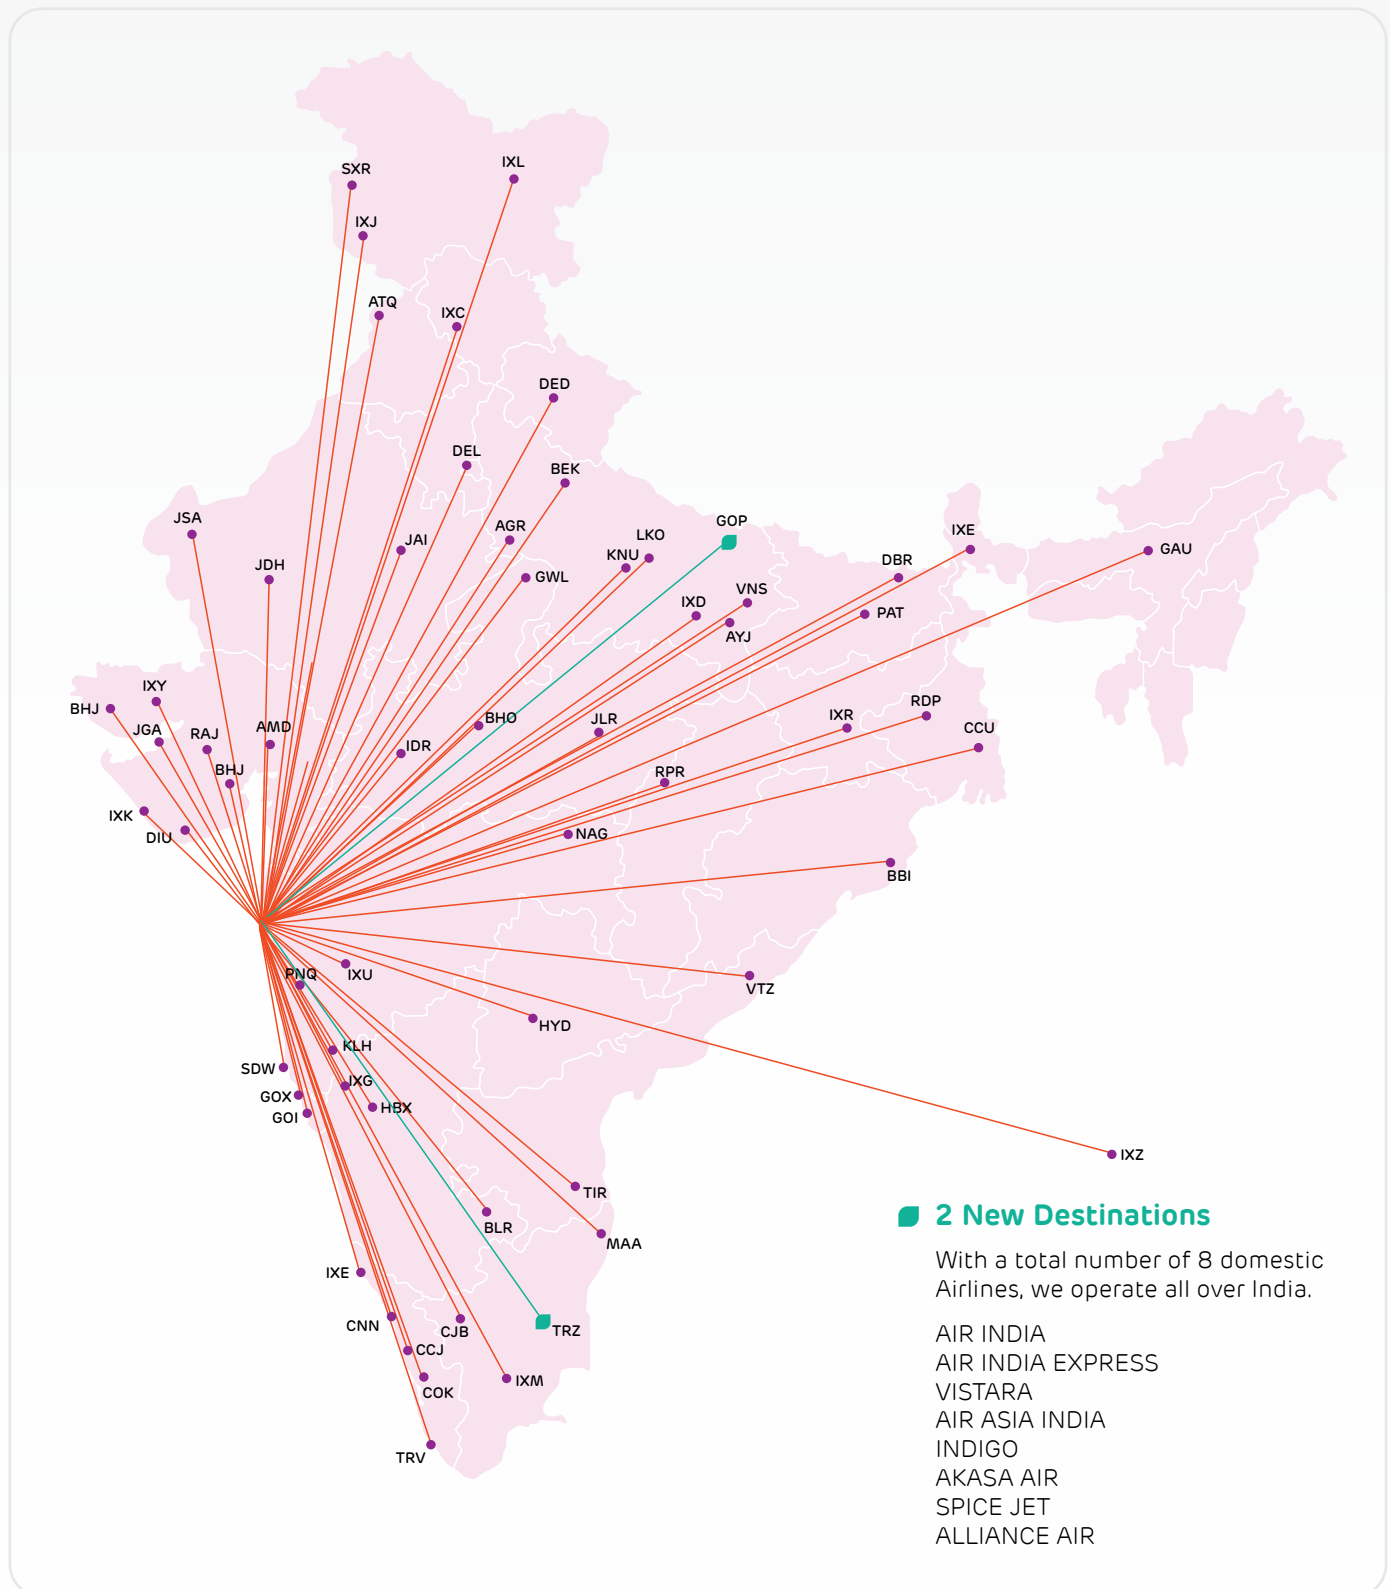 IXL
SXR
IXJ
ATQ
IXC
DED
DEL
BEK
JSA
GOP
AGR
IXE
LKO
JAI
GAU
KNU
DBR
JDH
GWL
VNS
IXD
PAT
AYJ
IXY
RDP
BHJ
IXR
BHO
JLR
AMD
CCU
JGA
RAJ
IDR
BHJ
RPR
IXK
NAG
DIU
BBI
PNQ
IXU
VTZ
HYD
KLH
SDW
IXG
GOX
HBX
GOI
IXZ
TIR
BLR
MAA
IXE
CNN
CJB
TRZ
CCJ
IXM
COK
TRV
2 New Destinations
With a total number of 8 domestic
Airlines, we operate all over India.
AIR INDIA
AIR INDIA EXPRESS
VISTARA
AIR ASIA INDIA
INDIGO
AKASA AIR
SPICE JET
ALLIANCE AIR